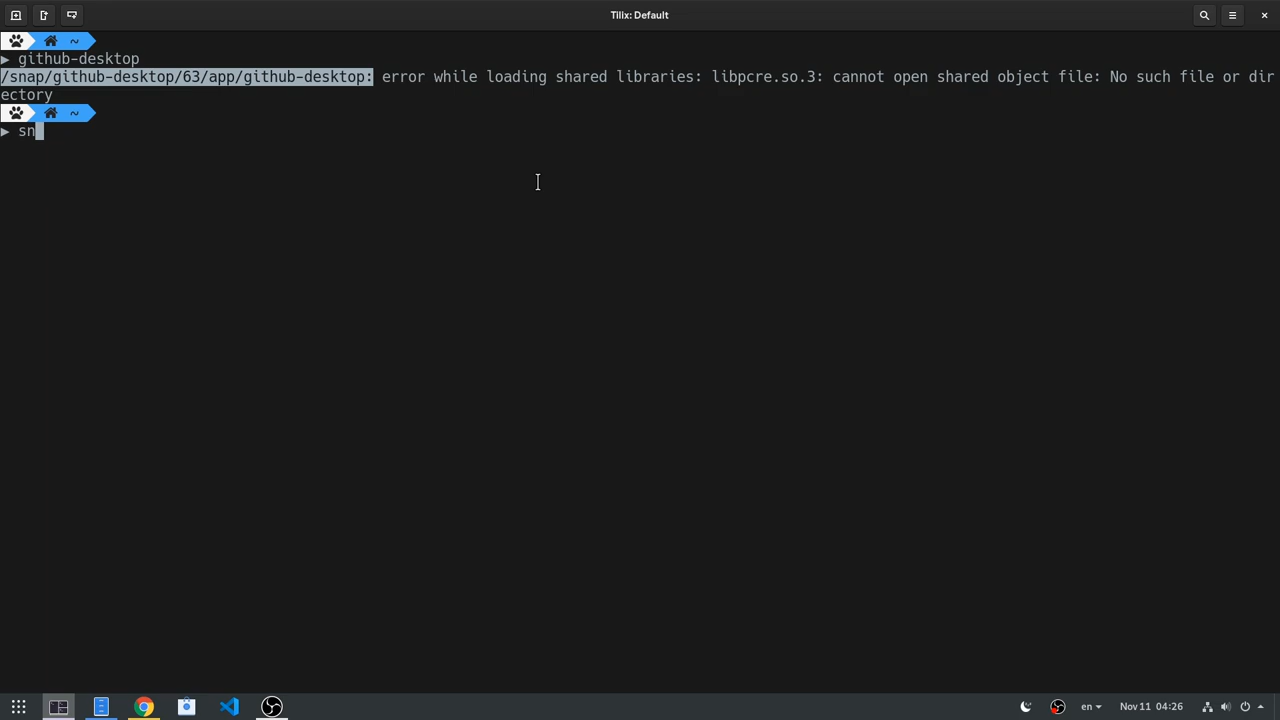 Tilix: Default
~
▶ github-desktop
/snap/github-desktop/63/app/github-desktop: error while loading shared libraries: libpcre.so.3: cannot open shared object file: No such file or dir
ectory
~
▶ sn
en
Nov 11 04:26